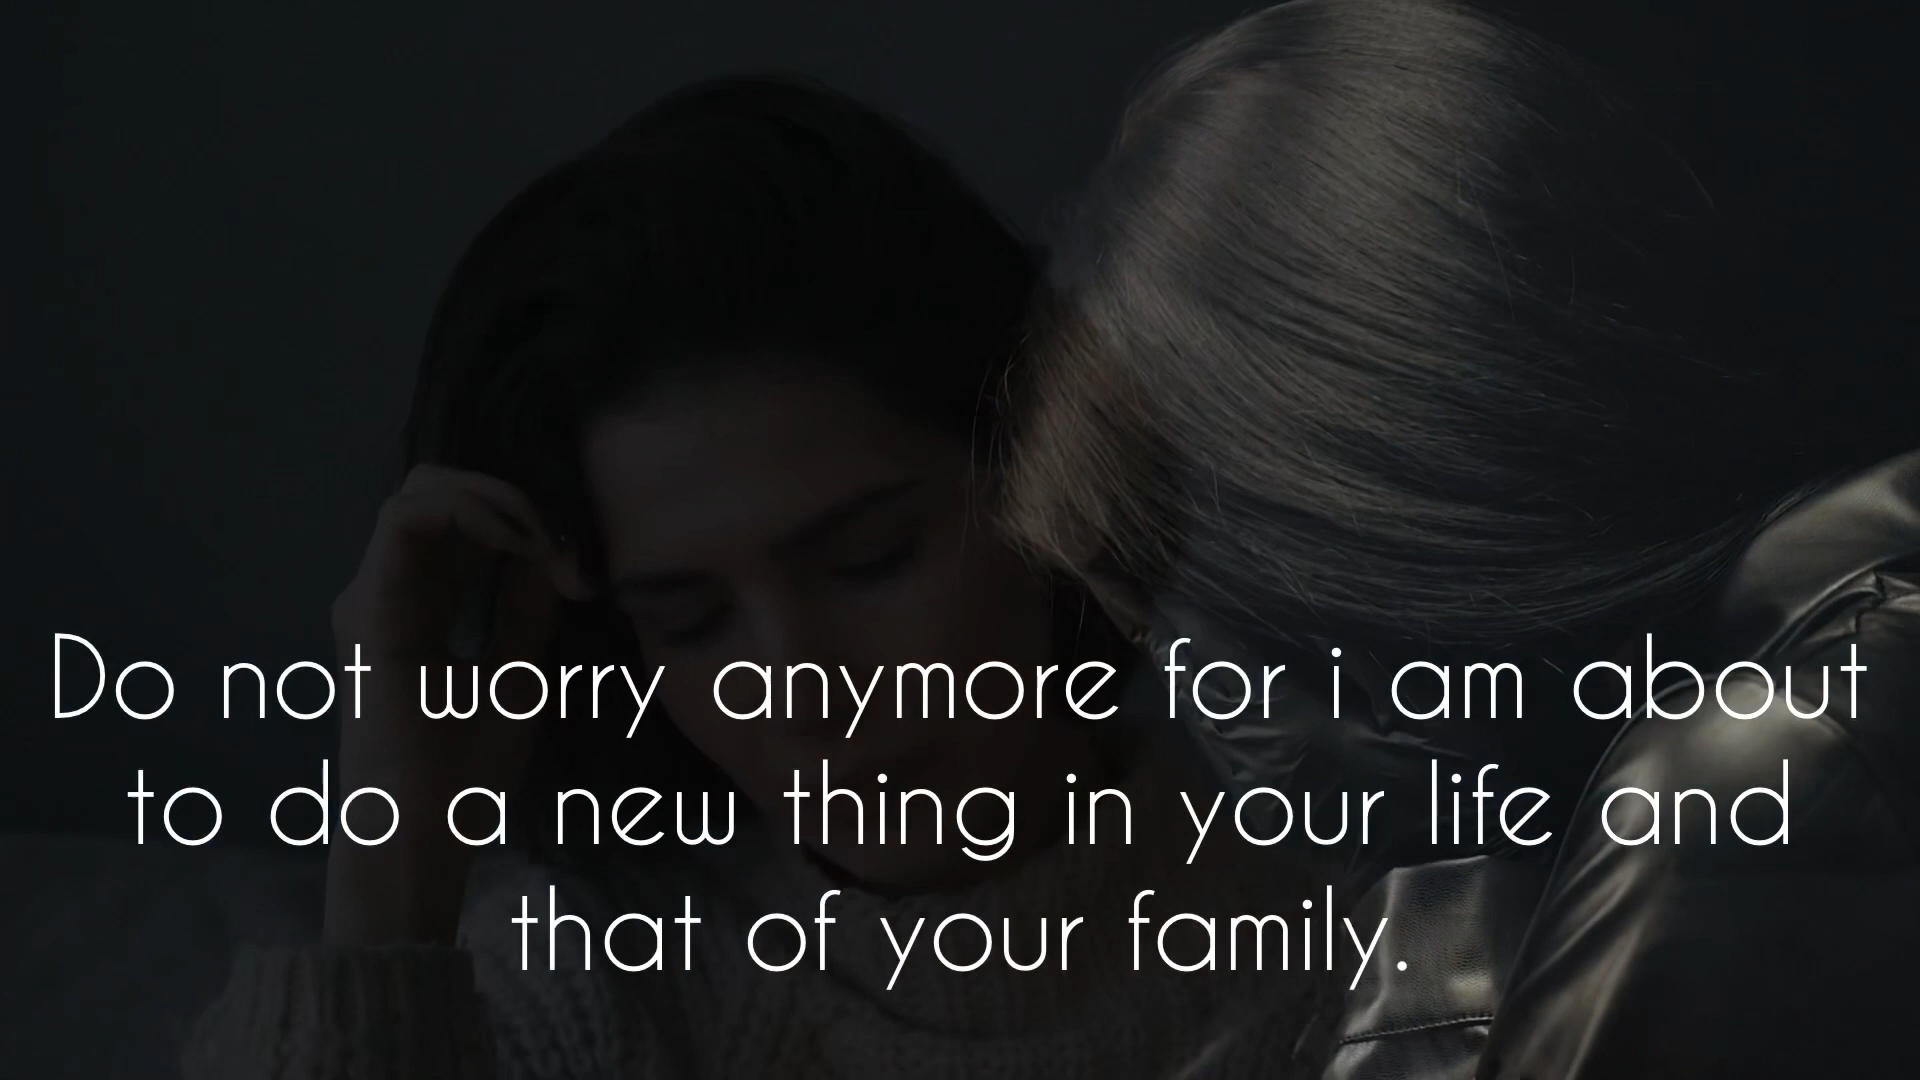 Do not worry anymore for i am about
to do a new thing in your life and
that of your family.